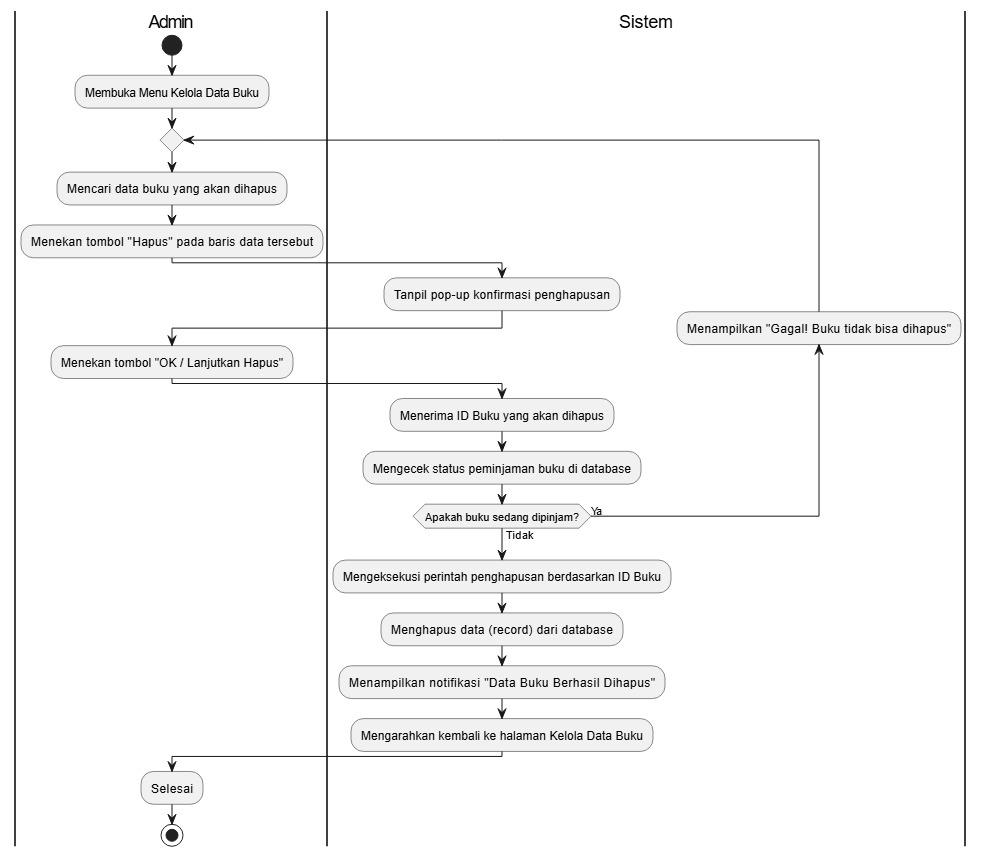 Admin
Sistem
Membuka Menu Kelola Data Buku
Mencari data buku yang akan dihapus
Menekan tombol "Hapus" pada baris data tersebut
Tanpil pop-up konfirmasi penghapusan
Menampilkan "Gagal! Buku tidak bisa dihapus"
Menekan tombol "OK / Lanjutkan Hapus"
Menerima ID Buku yang akan dihapus
Mengecek status peminjaman buku di database
Apakah buku sedang dipinjam?
Ya
Tidak
Mengeksekusi perintah penghapusan berdasarkan ID Buku
Menghapus data (record) dari database
Menampilkan notifikasi "Data Buku Berhasil Dihapus"
Mengarahkan kembali ke halaman Kelola Data Buku
Selesai